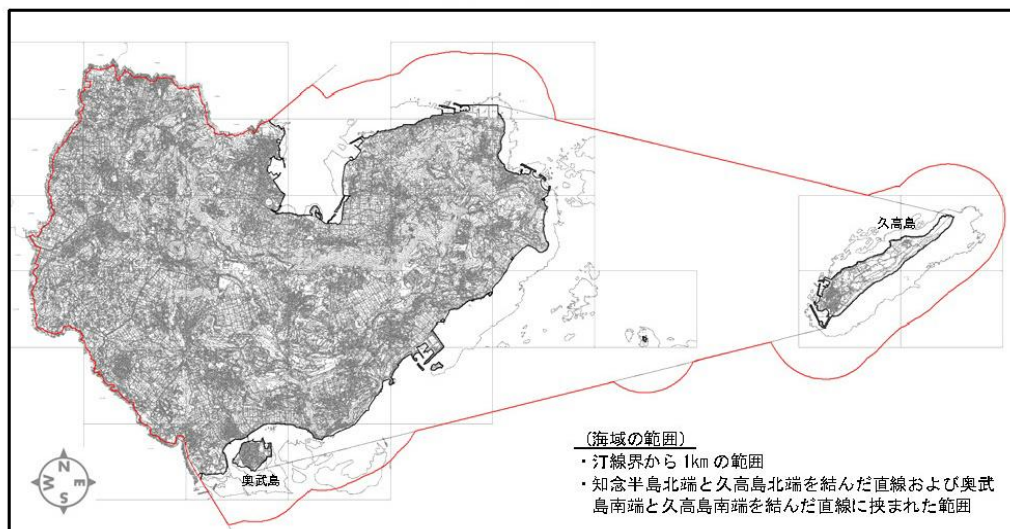 久高島
奥武島
N
W
E
S
(海域の範囲)
・汀線界から1kmの範囲
・知念半島北端と久高島北端を結んだ直線および奥武
島南端と久高島南端を結んだ直線に挟まれた範囲